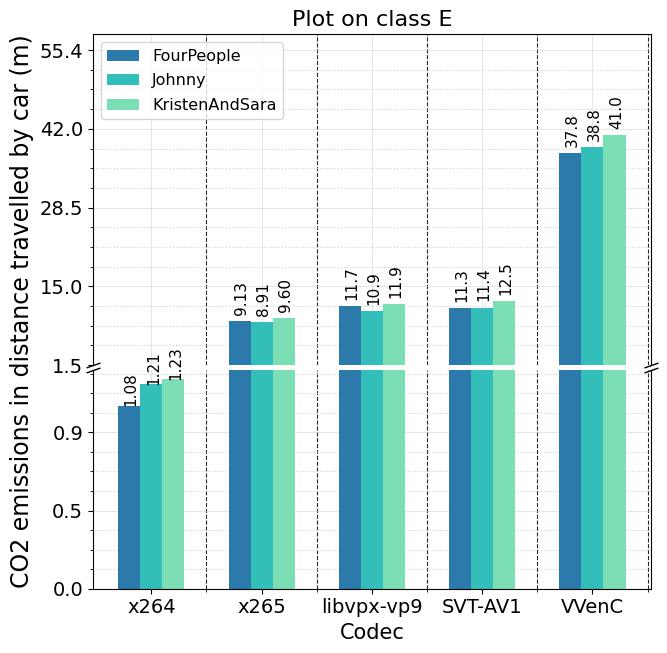 Plot on class E
CO2 emissions in distance travelled by car (m)
55.4
42.0
28.5
15.0
1.5
0.9
0.5
0.0
FourPeople
Johnny
KristenAndSara
1.08
1.21
1.23
9.13
8.91
9.60
11.7
10.9
11.9
11.3
11.4
12.5
37.8
38.8
41.0
x264
x265
libvpx-vp9
SVT-AV1
VVenC
Codec